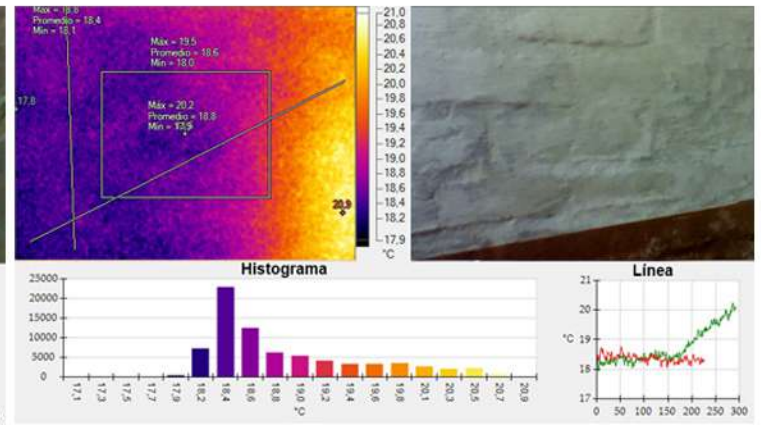 Máx = 18,8
Promedio = 18,4
Mín = 18,1
Máx = 19,5
Promedio = 18,6
Mín = 18,0
Máx = 20,2
Promedio = 18,8
17,8
20,9
21,0
20,8
20,6
20,4
20,2
20,0
19,8
19,6
19,4
19,2
19,0
18,8
18,6
18,4
18,2
17,9
°C
Histograma
25000
20000
15000
10000
5000
0
17,1 17,3 17,5 17,7 17,9 18,2 18,4 18,6 18,8 19,0 19,2 19,4 19,6 19,8 20,1 20,3 20,5 20,7 20,9
°C
Línea
21
20
°C
19
18
17
0 50 100 150 200 250 300